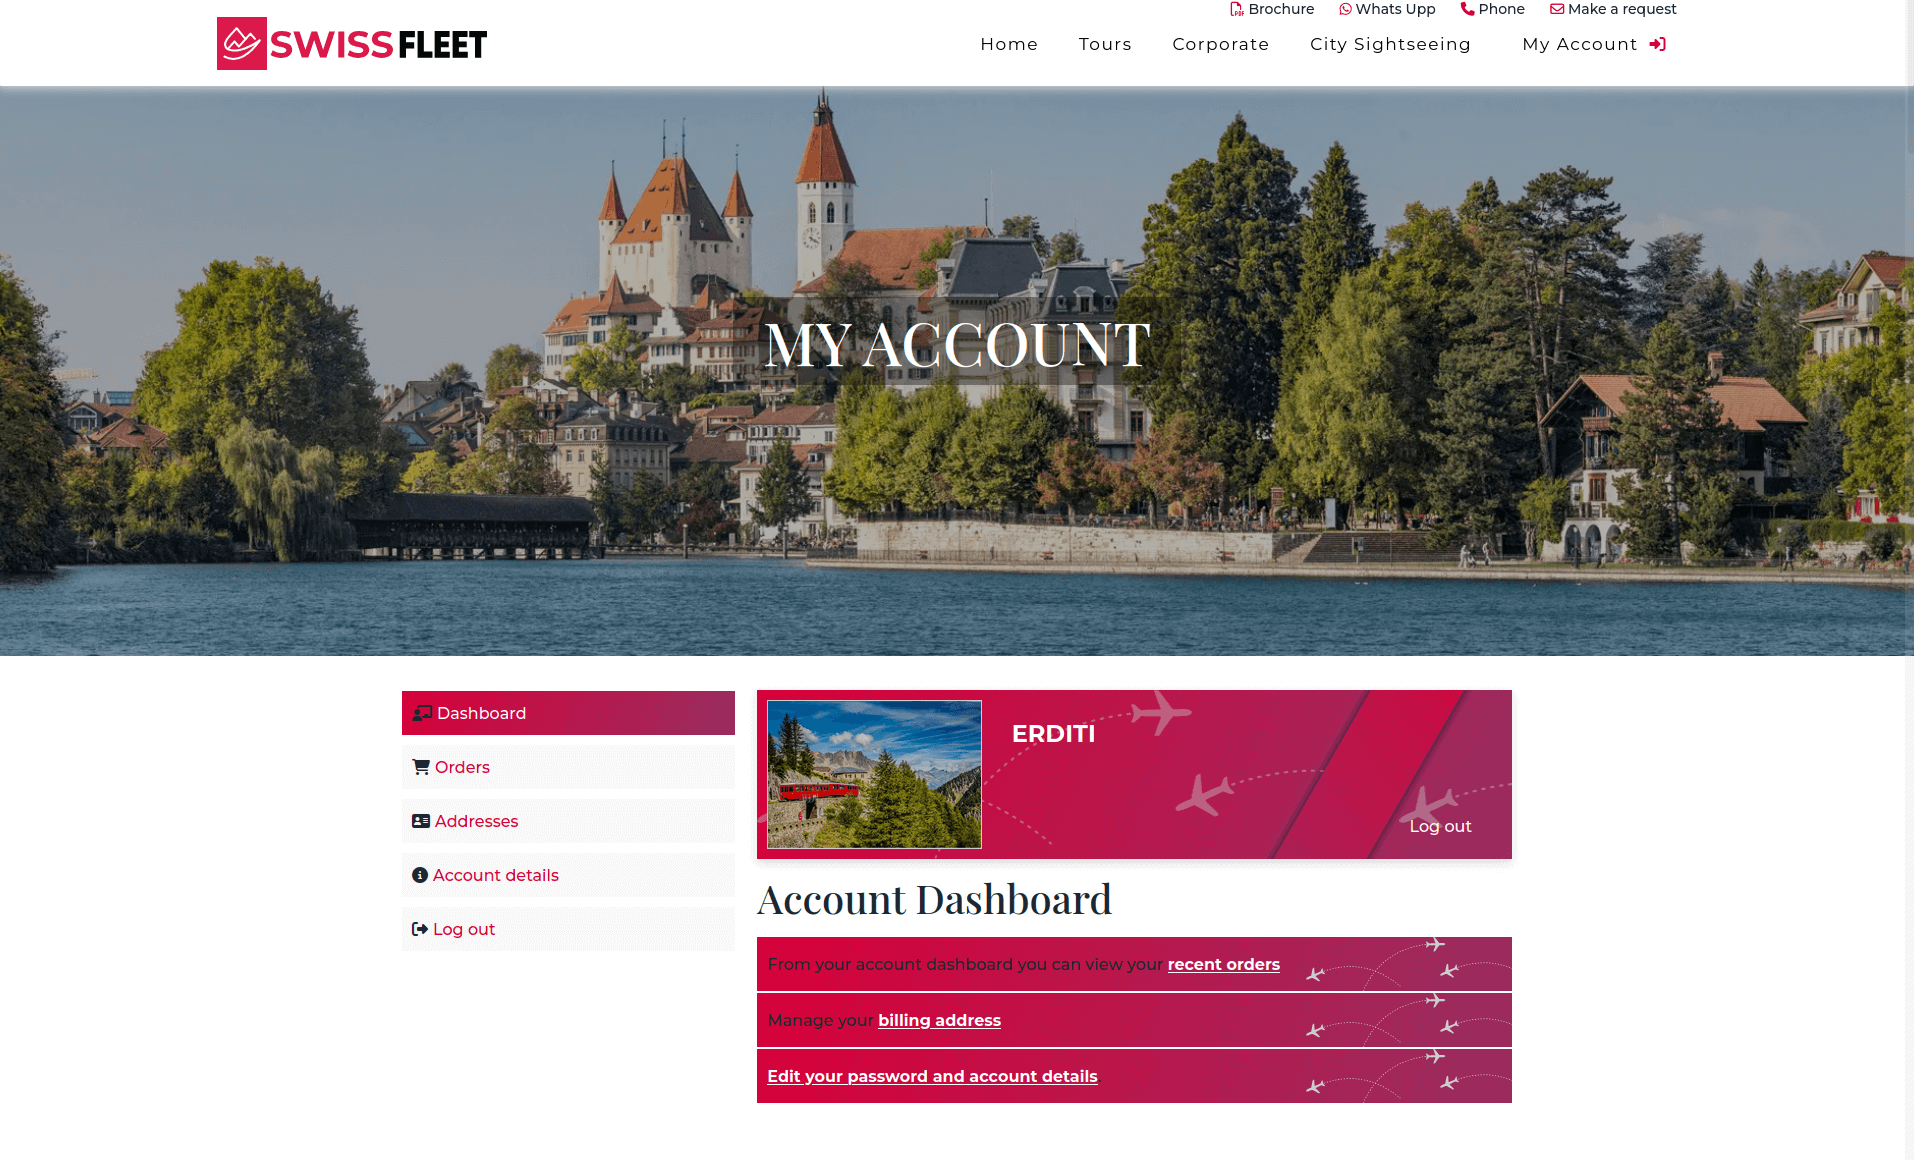 Brochure
Whats Upp
Phone
Make a request
SWISS FLEET
Home
Tours
Corporate
City Sightseeing
My Account
MY ACCOUNT
Dashboard
Orders
Addresses
Account details
Log out
ERDITI
Log out
Account Dashboard
From your account dashboard you can view your recent orders
Manage your billing address
Edit your password and account details